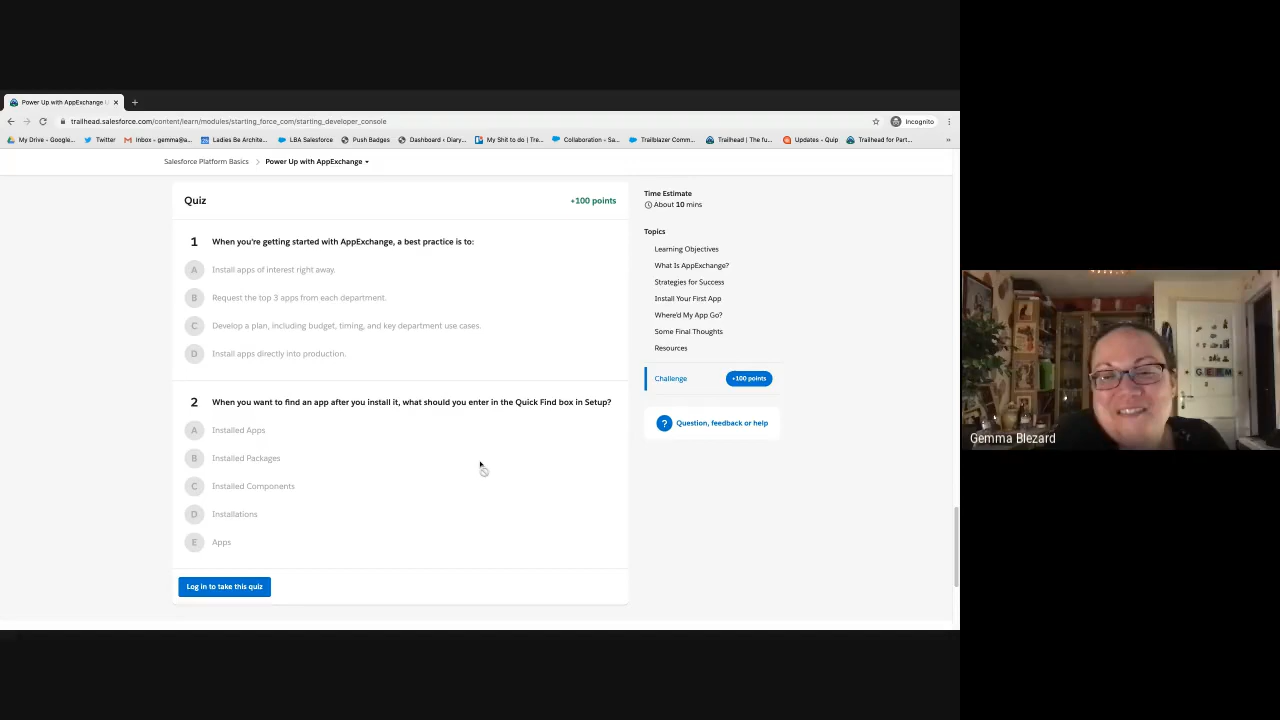 Power Up with AppExchange
trailhead.salesforce.com/content/learn/modules/starting_force_com/starting_developer_console
Incognito
My Drive - Google...
Twitter
Inbox - gemma@a...
Ladies Be Archite...
LBA Salesforce
Push Badges
Dashboard ‹ Diary...
My Shit to do | Tre...
Collaboration - Sa...
Trailblazer Comm...
Trailhead | The fu...
Updates - Quip
Trailhead for Part...
»
Salesforce Platform Basics > Power Up with AppExchange
Quiz
+100 points
1 When you're getting started with AppExchange, a best practice is to:
A Install apps of interest right away.
B Request the top 3 apps from each department.
C Develop a plan, including budget, timing, and key department use cases.
D Install apps directly into production.
2 When you want to find an app after you install it, what should you enter in the Quick Find box in Setup?
A Installed Apps
B Installed Packages
C Installed Components
D Installations
E Apps
Log in to take this quiz
Time Estimate
About 10 mins
Topics
Learning Objectives
What Is AppExchange?
Strategies for Success
Install Your First App
Where'd My App Go?
Some Final Thoughts
Resources
Challenge
+100 points
? Question, feedback or help
GEMM
Gemma Blezard